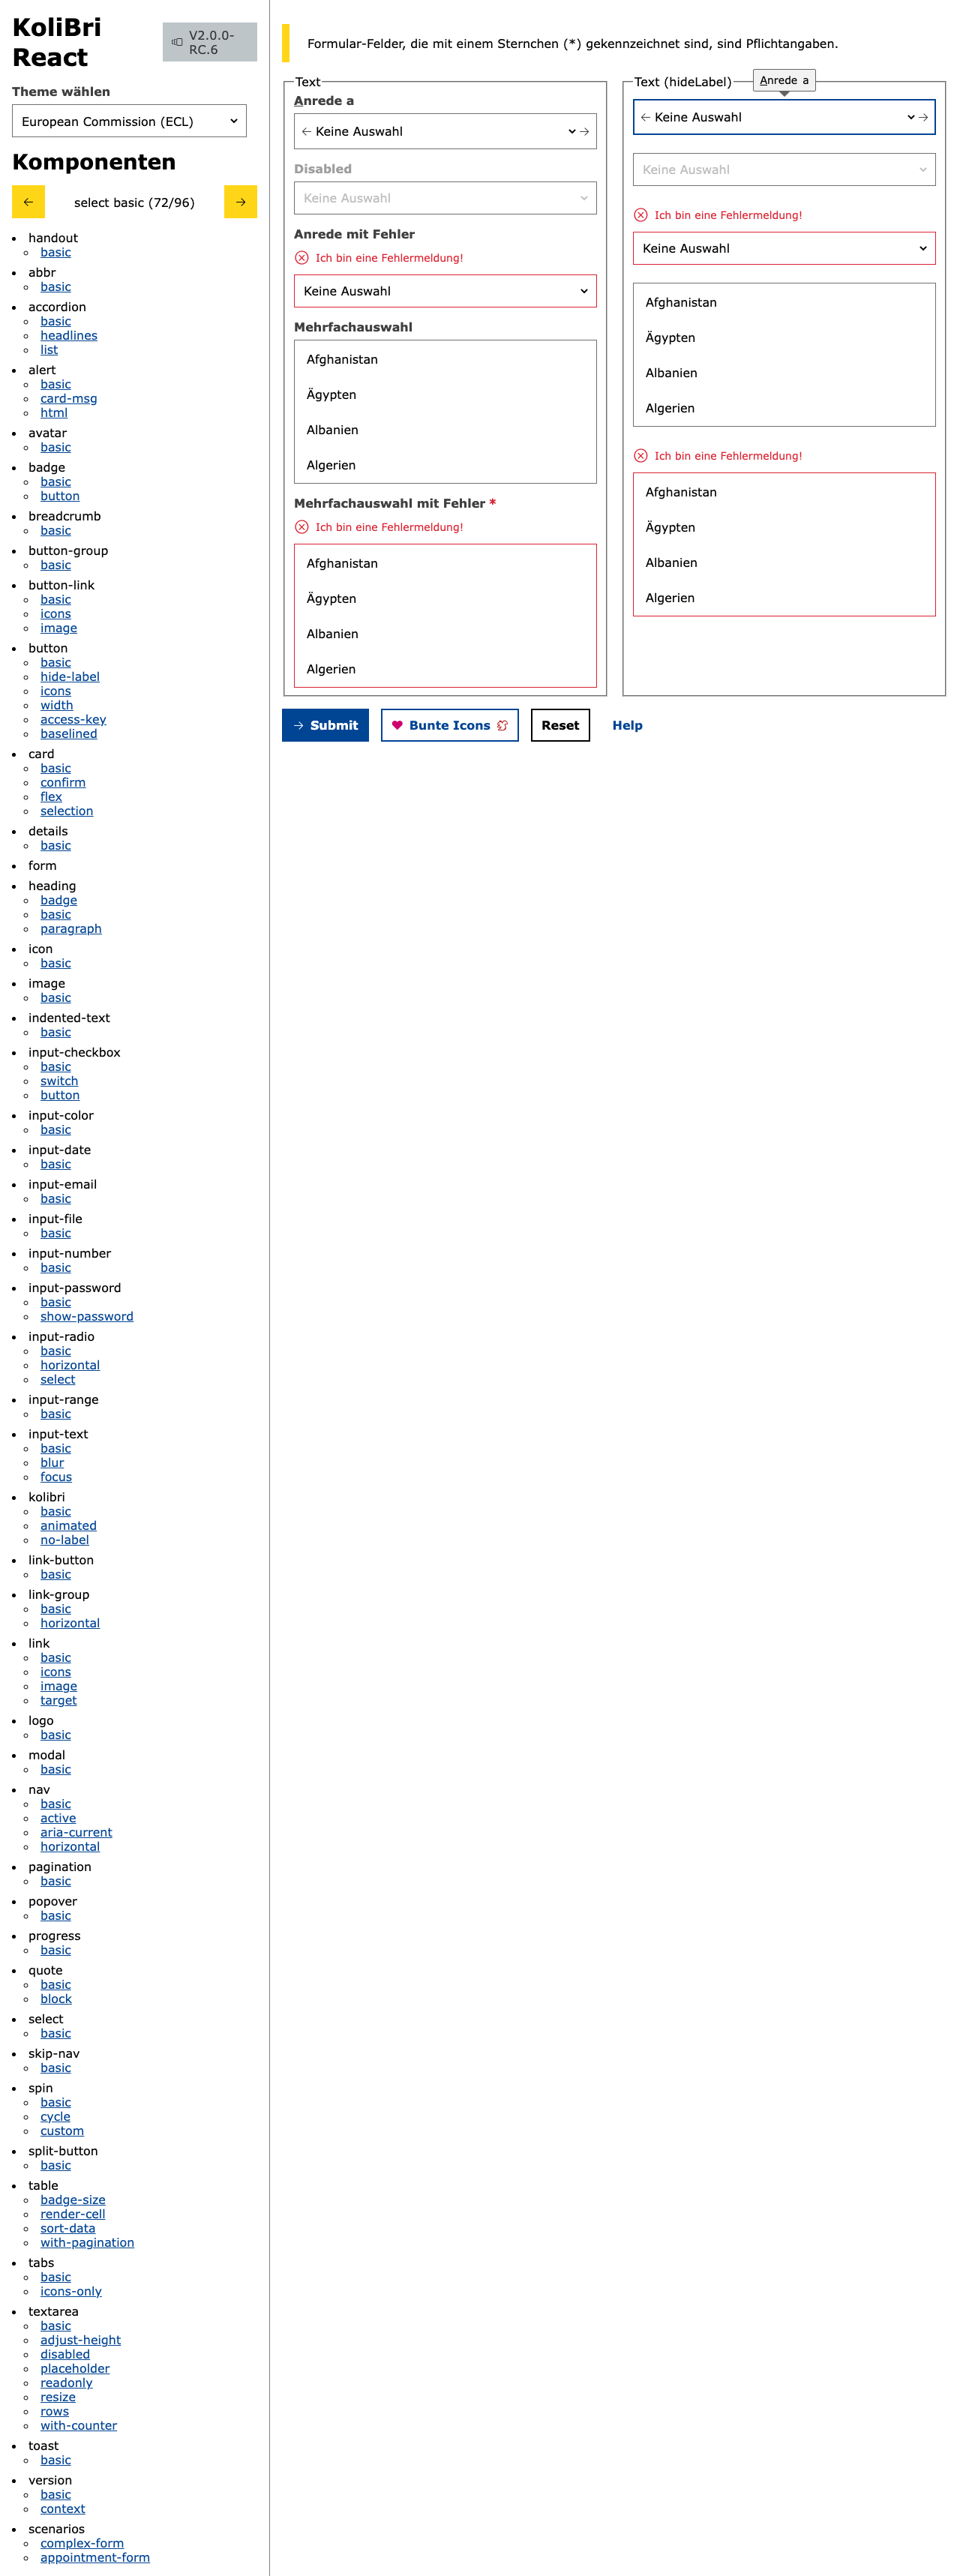 KoliBri
React
V2.0.0-
RC.6
Theme wählen
European Commission (ECL)
Komponenten
← select basic (72/96) →
handout
basic
abbr
basic
accordion
basic
headlines
list
alert
basic
card-msg
html
avatar
basic
badge
basic
button
breadcrumb
basic
button-group
basic
button-link
basic
icons
image
button
basic
hide-label
icons
width
access-key
baselined
card
basic
confirm
flex
selection
details
basic
form
heading
badge
basic
paragraph
icon
basic
image
basic
indented-text
basic
input-checkbox
basic
switch
button
input-color
basic
input-date
basic
input-email
basic
input-file
basic
input-number
basic
input-password
basic
show-password
input-radio
basic
horizontal
select
input-range
basic
input-text
basic
blur
focus
kolibri
basic
animated
no-label
link-button
basic
link-group
basic
horizontal
link
basic
icons
image
target
logo
basic
modal
basic
nav
basic
active
aria-current
horizontal
pagination
basic
popover
basic
progress
basic
quote
basic
block
select
basic
skip-nav
basic
spin
basic
cycle
custom
split-button
basic
table
badge-size
render-cell
sort-data
with-pagination
tabs
basic
icons-only
textarea
basic
adjust-height
disabled
placeholder
readonly
resize
rows
with-counter
toast
basic
version
basic
context
scenarios
complex-form
appointment-form
Formular-Felder, die mit einem Sternchen (*) gekennzeichnet sind, sind Pflichtangaben.
Text
Anrede a
← Keine Auswahl →
Disabled
Keine Auswahl
Anrede mit Fehler
Ich bin eine Fehlermeldung!
Keine Auswahl
Mehrfachauswahl
Afghanistan
Ägypten
Albanien
Algerien
Mehrfachauswahl mit Fehler *
Ich bin eine Fehlermeldung!
Afghanistan
Ägypten
Albanien
Algerien
Text (hideLabel)
Anrede a
← Keine Auswahl →
Keine Auswahl
Ich bin eine Fehlermeldung!
Keine Auswahl
Afghanistan
Ägypten
Albanien
Algerien
Ich bin eine Fehlermeldung!
Afghanistan
Ägypten
Albanien
Algerien
→ Submit
Bunte Icons
Reset
Help